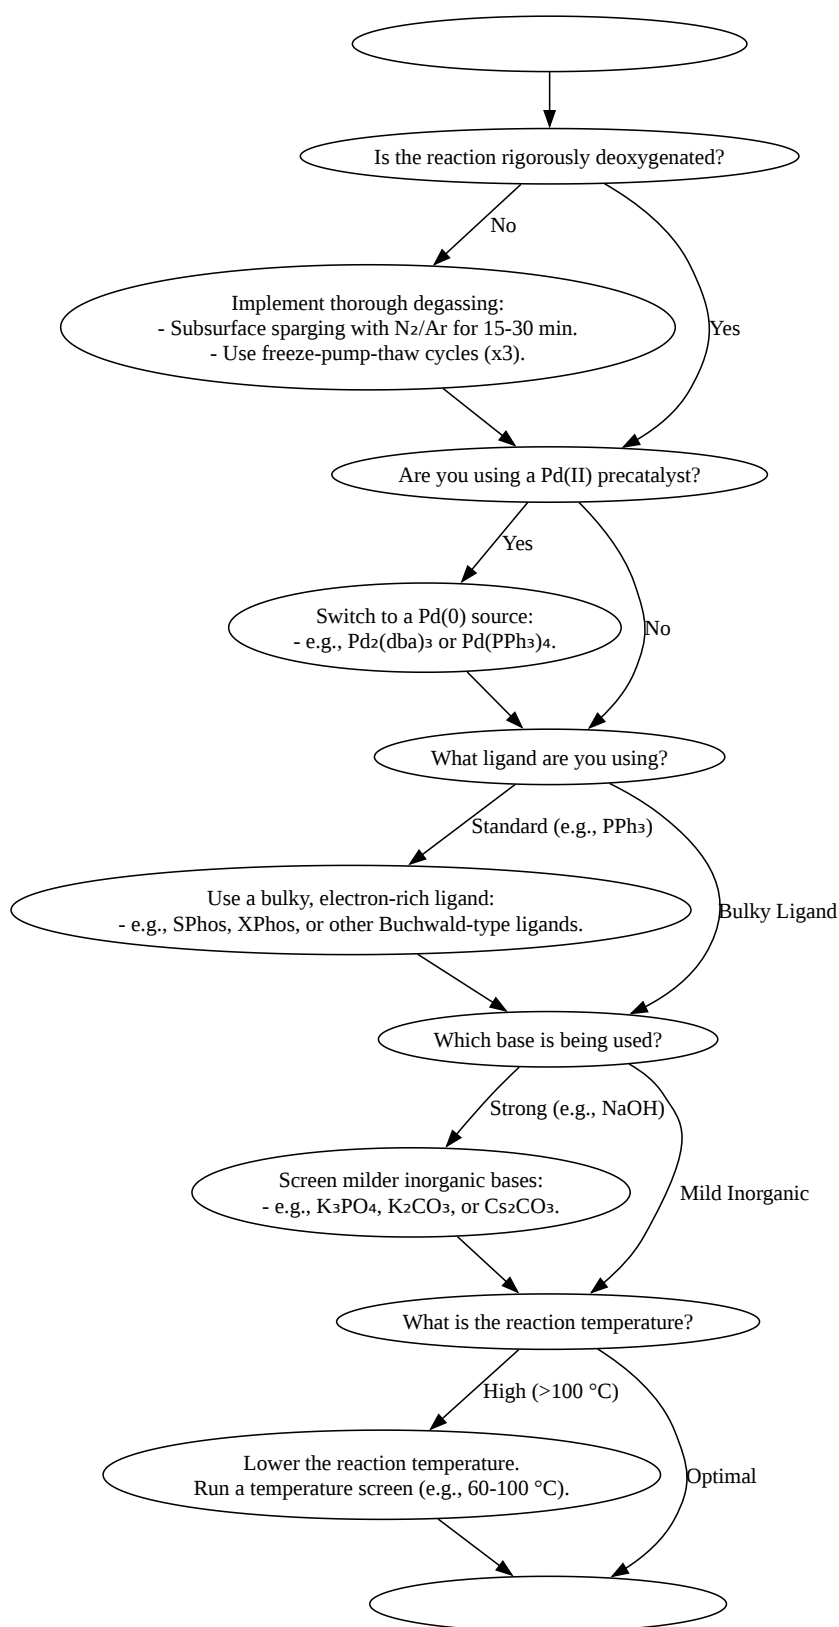 Is the reaction rigorously deoxygenated?
No
Implement thorough degassing:
- Subsurface sparging with N₂/Ar for 15-30 min.
- Use freeze-pump-thaw cycles (x3).
Yes
Are you using a Pd(II) precatalyst?
Yes
Switch to a Pd(0) source:
- e.g., Pd₂(dba)₃ or Pd(PPh₃)₄.
No
What ligand are you using?
Standard (e.g., PPh₃)
Use a bulky, electron-rich ligand:
- e.g., SPhos, XPhos, or other Buchwald-type ligands.
Bulky Ligand
Which base is being used?
Strong (e.g., NaOH)
Screen milder inorganic bases:
- e.g., K₃PO₄, K₂CO₃, or Cs₂CO₃.
Mild Inorganic
What is the reaction temperature?
High (>100 °C)
Lower the reaction temperature.
Run a temperature screen (e.g., 60-100 °C).
Optimal